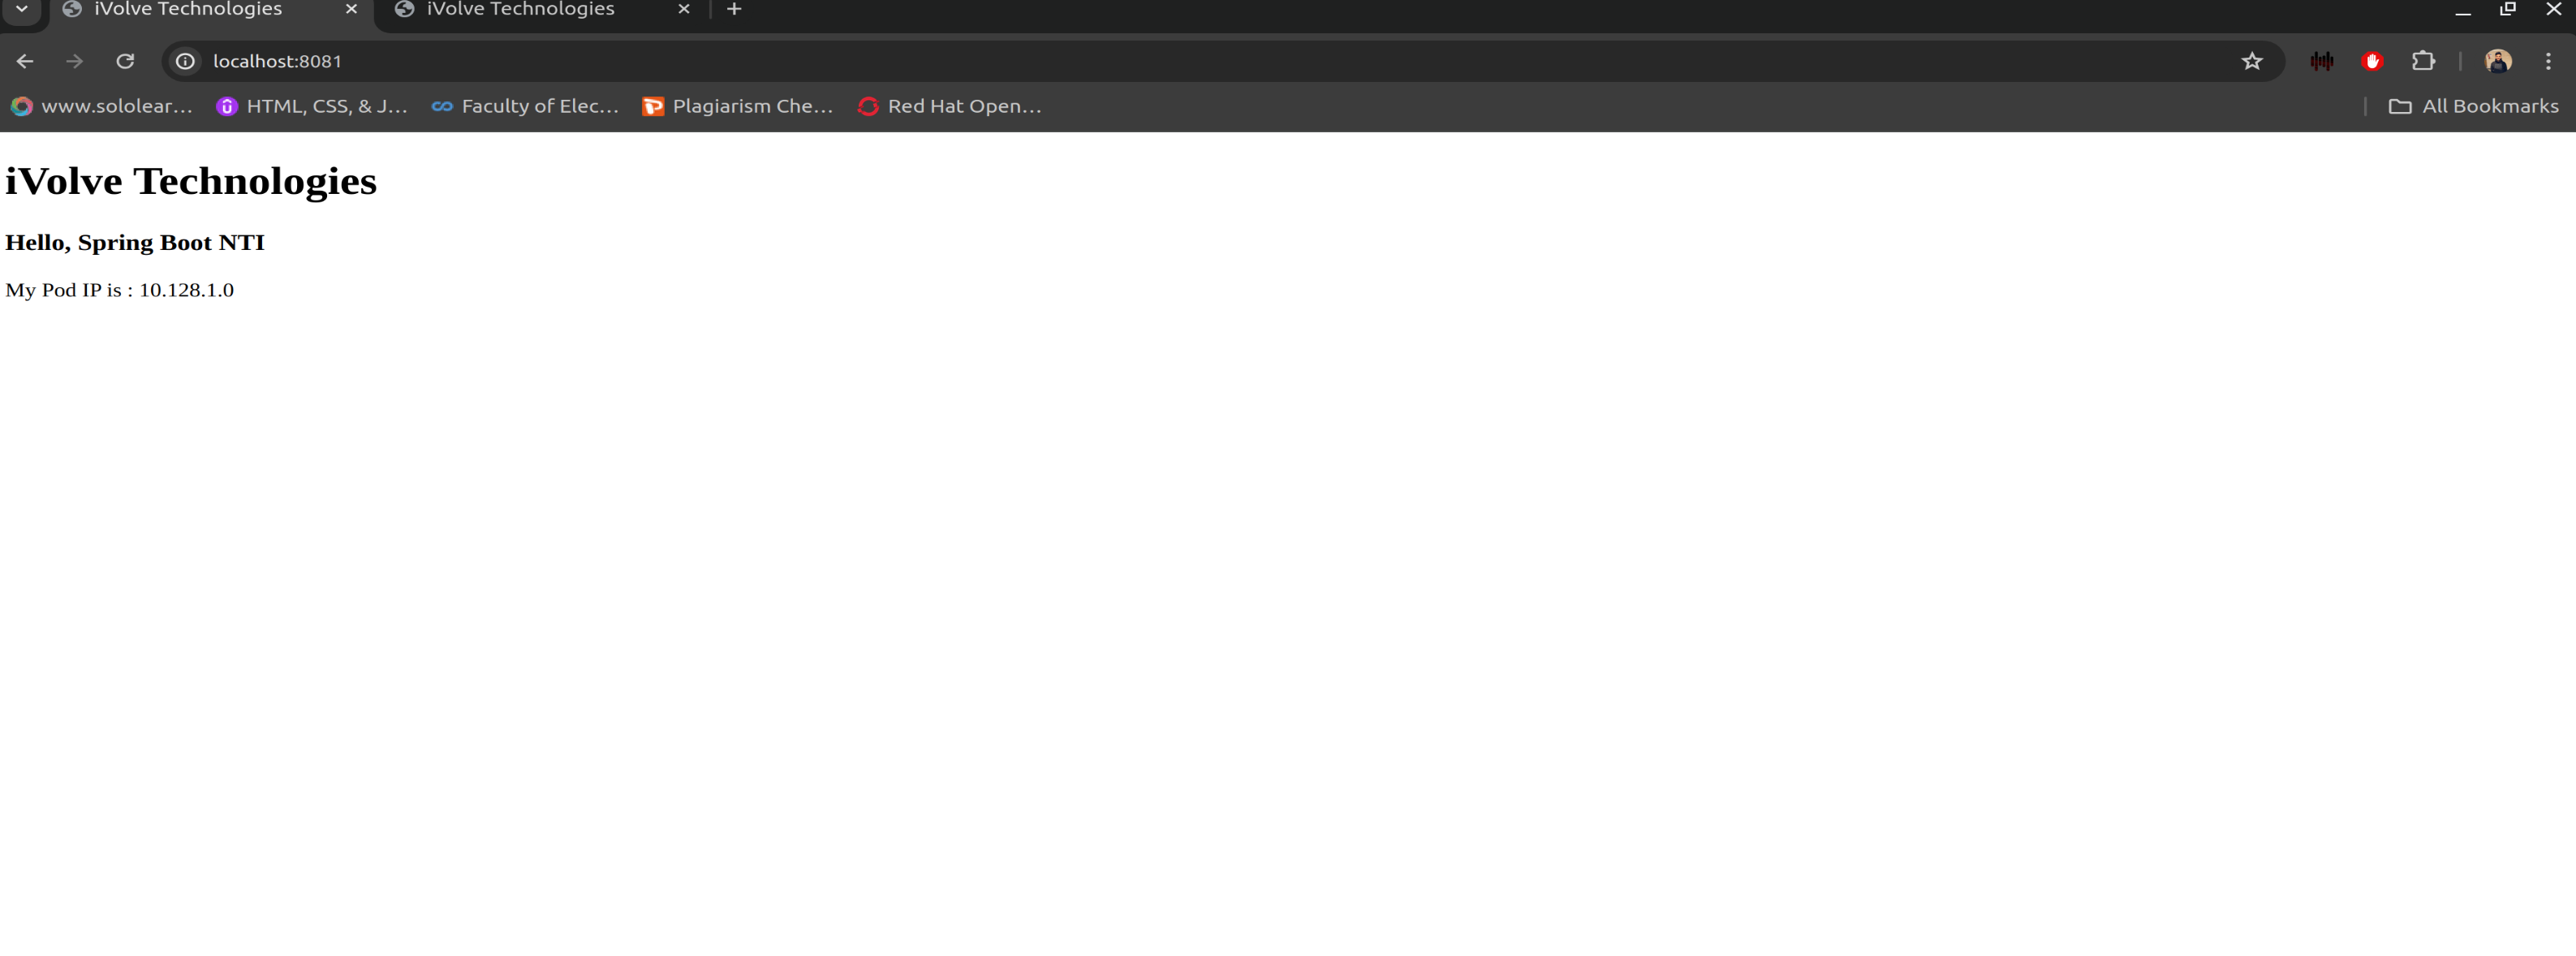 iVolve Technologies
iVolve Technologies
localhost:8081
www.sololear...
HTML, CSS, & J...
Faculty of Elec...
Plagiarism Che...
Red Hat Open...
All Bookmarks
iVolve Technologies
Hello, Spring Boot NTI
My Pod IP is : 10.128.1.0